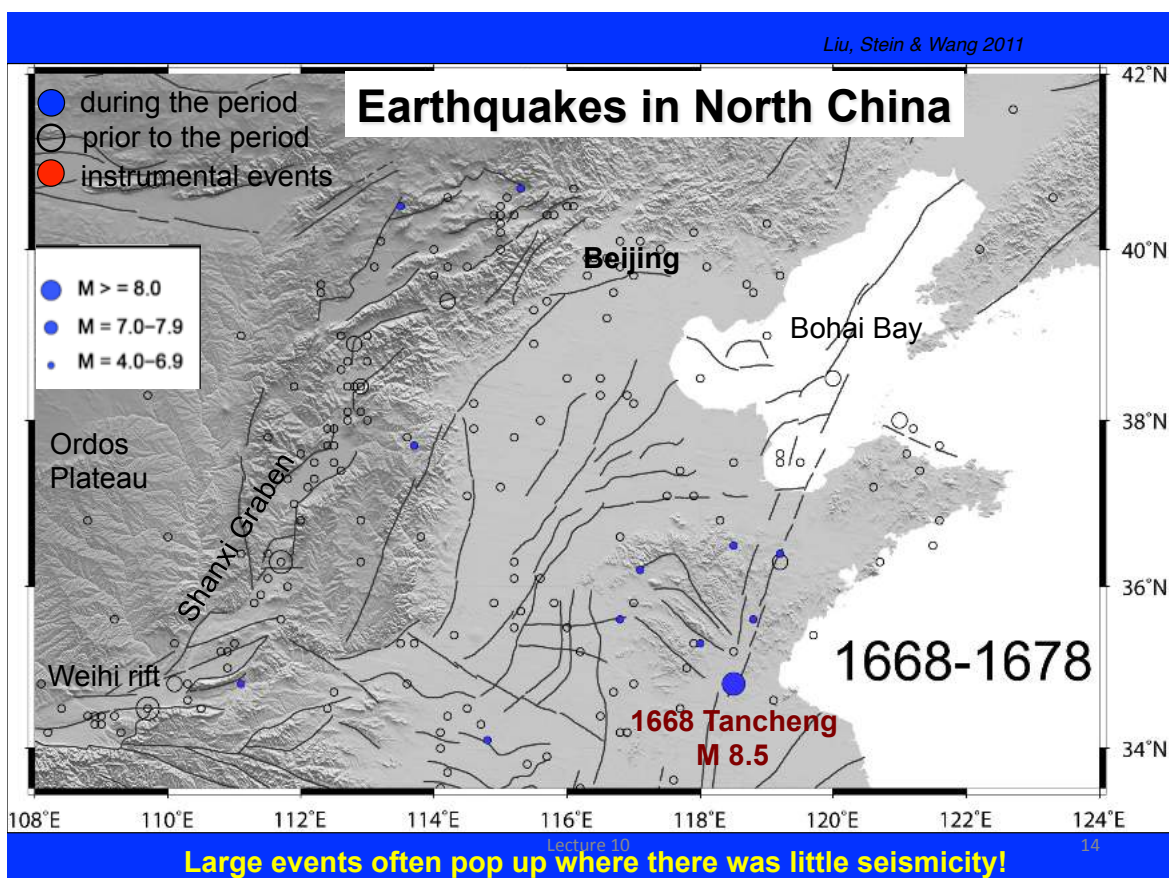 Liu, Stein & Wang 2011
Earthquakes in North China
during the period
prior to the period
instrumental events
M > = 8.0
M = 7.0–7.9
M = 4.0–6.9
Beijing
Bohai Bay
Ordos
Plateau
Shanxi Graben
Weihi rift
1668-1678
1668 Tancheng
M 8.5
42°N
40°N
38°N
36°N
34°N
108°E 110°E 112°E 114°E 116°E 118°E 120°E 122°E 124°E
Lecture 10
14
Large events often pop up where there was little seismicity!